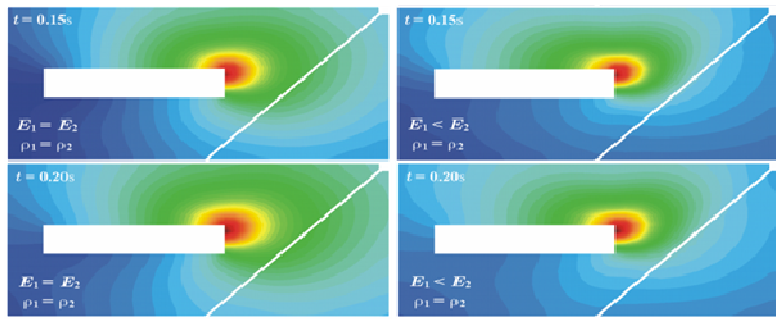 t = 0.15s
E₁ = E₂
ρ₁ = ρ₂
t = 0.15s
E₁ < E₂
ρ₁ = ρ₂
t = 0.20s
E₁ = E₂
ρ₁ = ρ₂
t = 0.20s
E₁ < E₂
ρ₁ = ρ₂